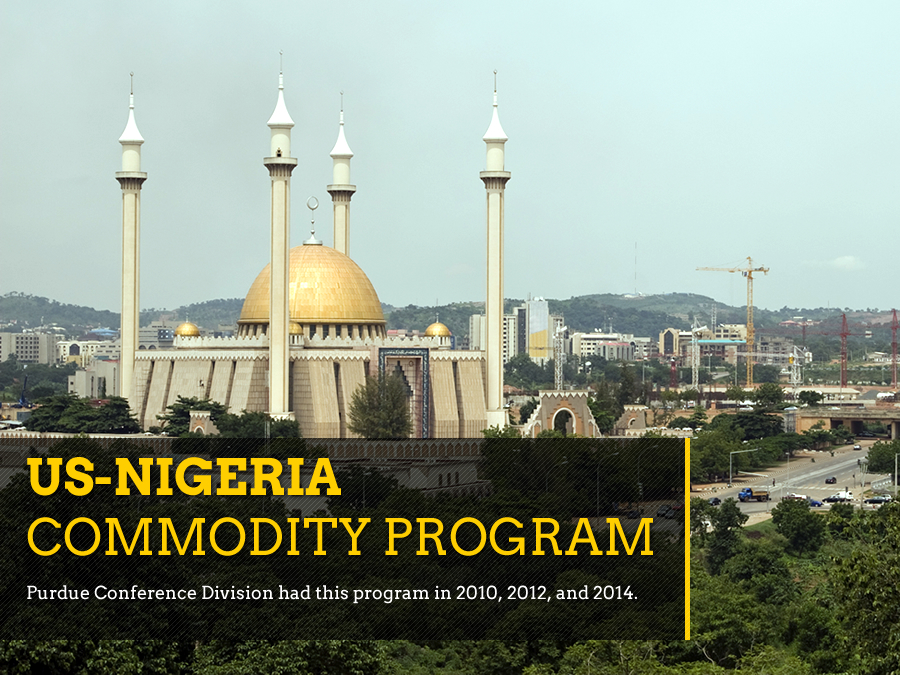 US-NIGERIA
COMMODITY PROGRAM
Purdue Conference Division had this program in 2010, 2012, and 2014.